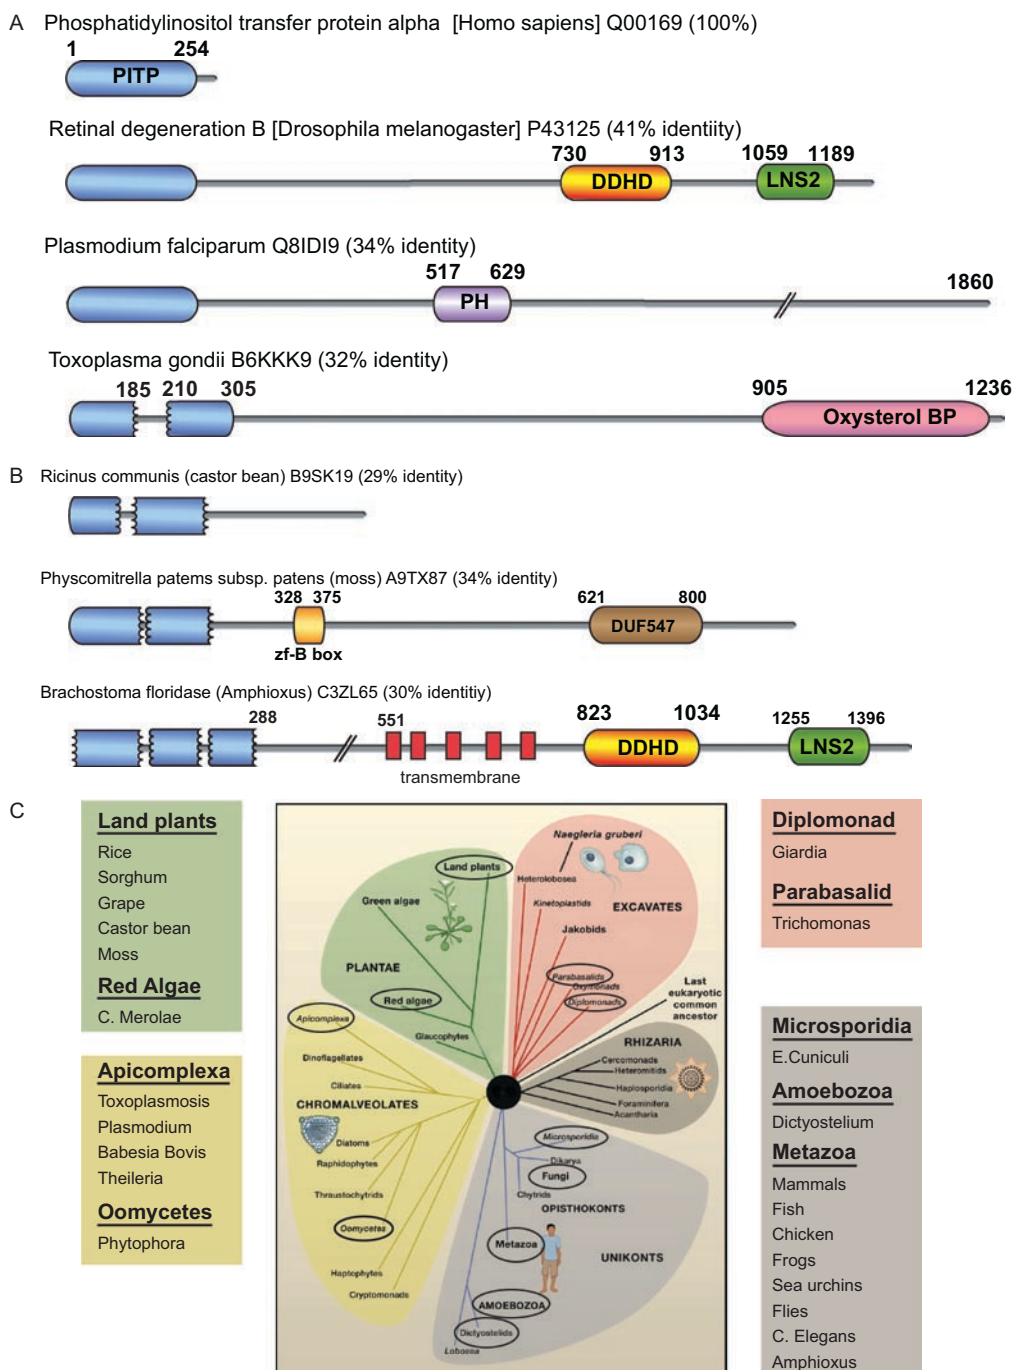 A Phosphatidylinositol transfer protein alpha [Homo sapiens] Q00169 (100%)
1 254
PITP
Retinal degeneration B [Drosophila melanogaster] P43125 (41% identiity)
730 913 1059 1189
DDHD LNS2
Plasmodium falciparum Q8IDI9 (34% identity)
517 629 1860
PH
Toxoplasma gondii B6KKK9 (32% identity)
185 210 305 905 1236
Oxysterol BP
B Ricinus communis (castor bean) B9SK19 (29% identity)
Physcomitrella patems subsp. patens (moss) A9TX87 (34% identity)
328 375 621 800
DUF547
zf-B box
Brachostoma floridase (Amphioxus) C3ZL65 (30% identitiy)
288 551 823 1034 1255 1396
DDHD LNS2
transmembrane
C
Land plants
Rice
Sorghum
Grape
Castor bean
Moss
Red Algae
C. Merolae
Apicomplexa
Toxoplasmosis
Plasmodium
Babesia Bovis
Theileria
Oomycetes
Phytophora
Naegleria gruberi
Land plants
Heterolobosea
Green algae
Kinetoplastids
EXCAVATES
Jakobids
PLANTAE
Parabasalids
Oxymonads
Diplomonads
Red algae
Last
eukaryotic
common
ancestor
Apicomplexa
Glaucophytes
RHIZARIA
Dinoflagellates
Cercomonads
Heteromitids
Ciliates
Haplosporidia
CHROMALVEOLATES
Foraminifera
Acantharia
Diatoms
Microsporidia
Raphidophytes
Dikarya
Fungi
Thraustochytrids
Chytrids
OPISTHOKONTS
Oomycetes
Metazoa
UNIKONTS
Haptophytes
Cryptomonads
AMOEBOZOA
Dictyostelids
Lobosea
Diplomonad
Giardia
Parabasalid
Trichomonas
Microsporidia
E.Cuniculi
Amoebozoa
Dictyostelium
Metazoa
Mammals
Fish
Chicken
Frogs
Sea urchins
Flies
C. Elegans
Amphioxus